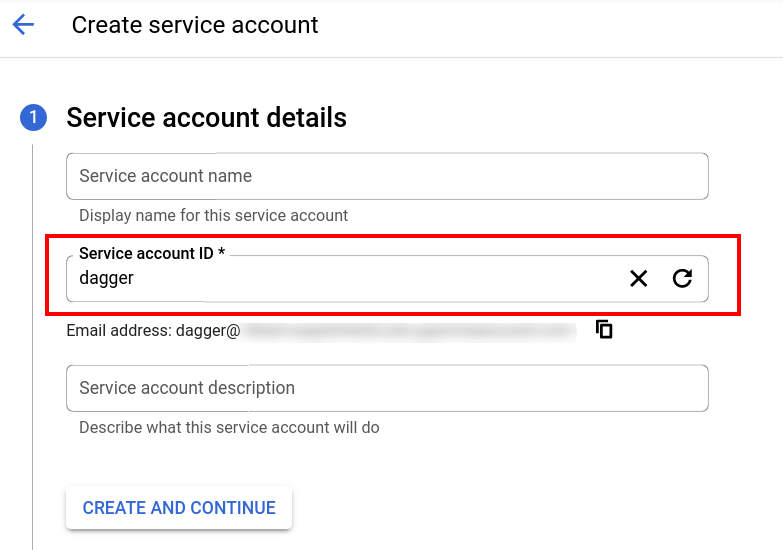 Create service account
1 Service account details
Service account name
Display name for this service account
Service account ID *
dagger
Email address: dagger@
Service account description
Describe what this service account will do
CREATE AND CONTINUE